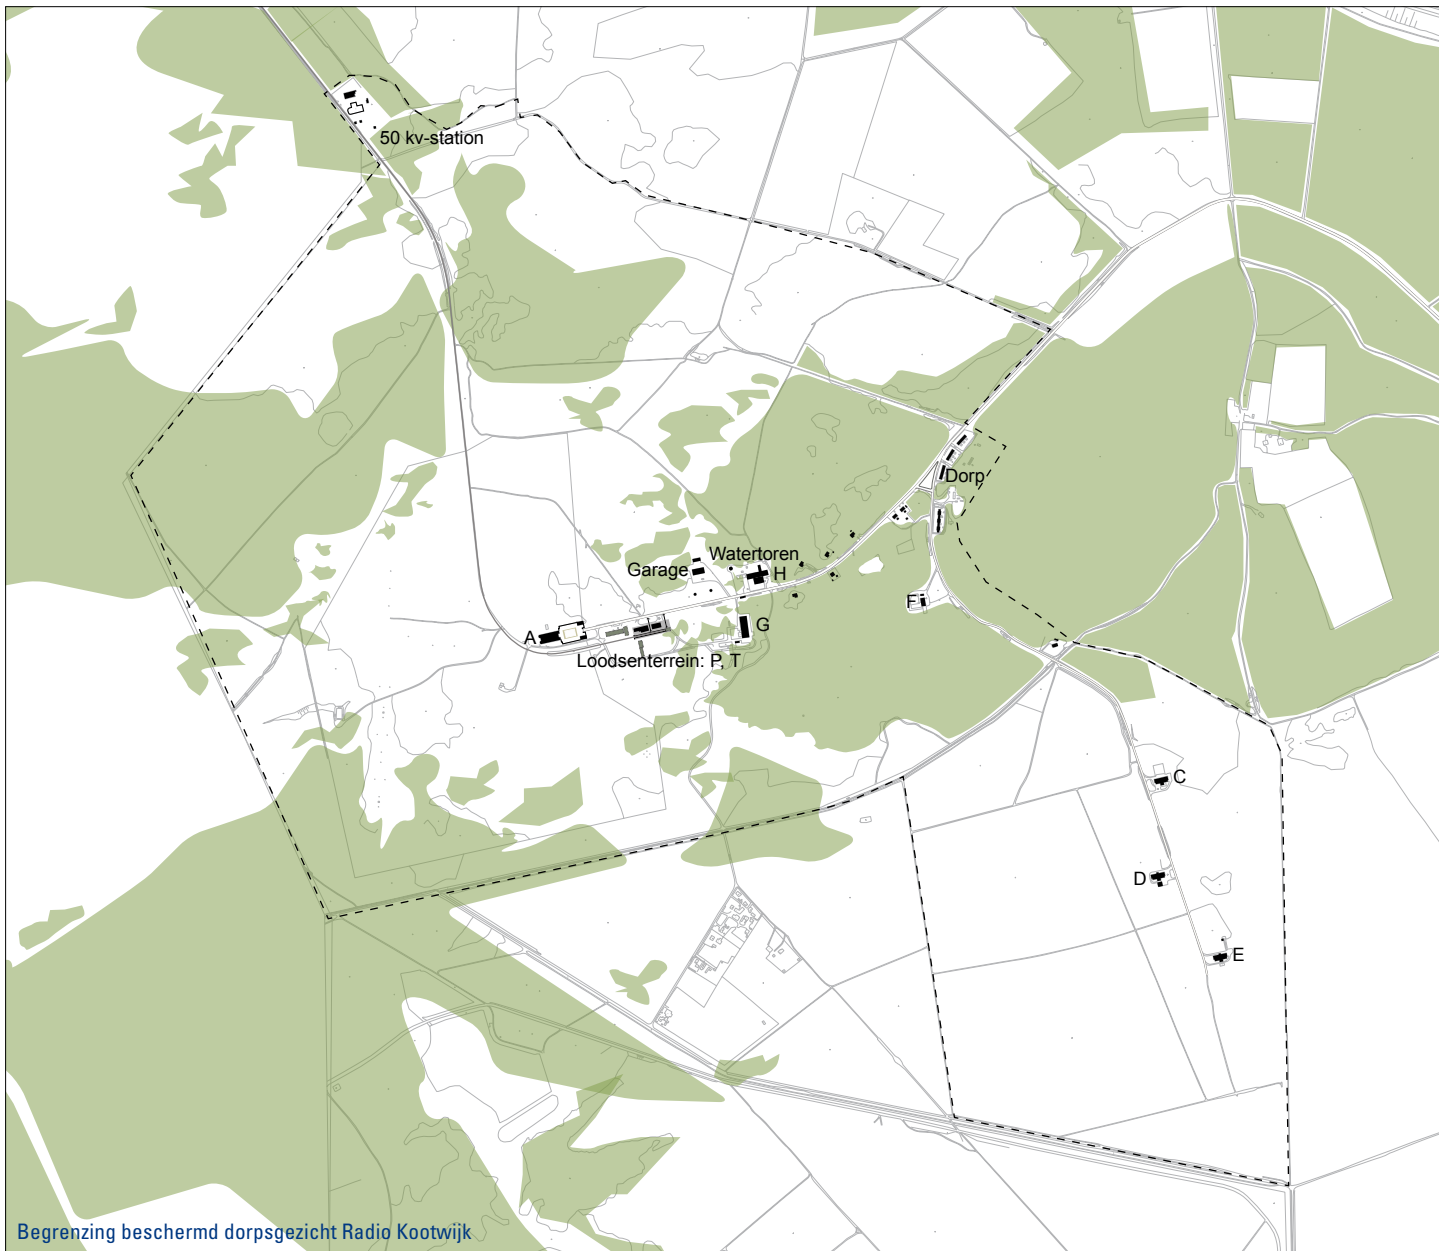 50 kv-station
Dorp
Watertoren
H
Garage
F
A
G
Loodsenterrein: P, T
C
D
E
Begrenzing beschermd dorpsgezicht Radio Kootwijk